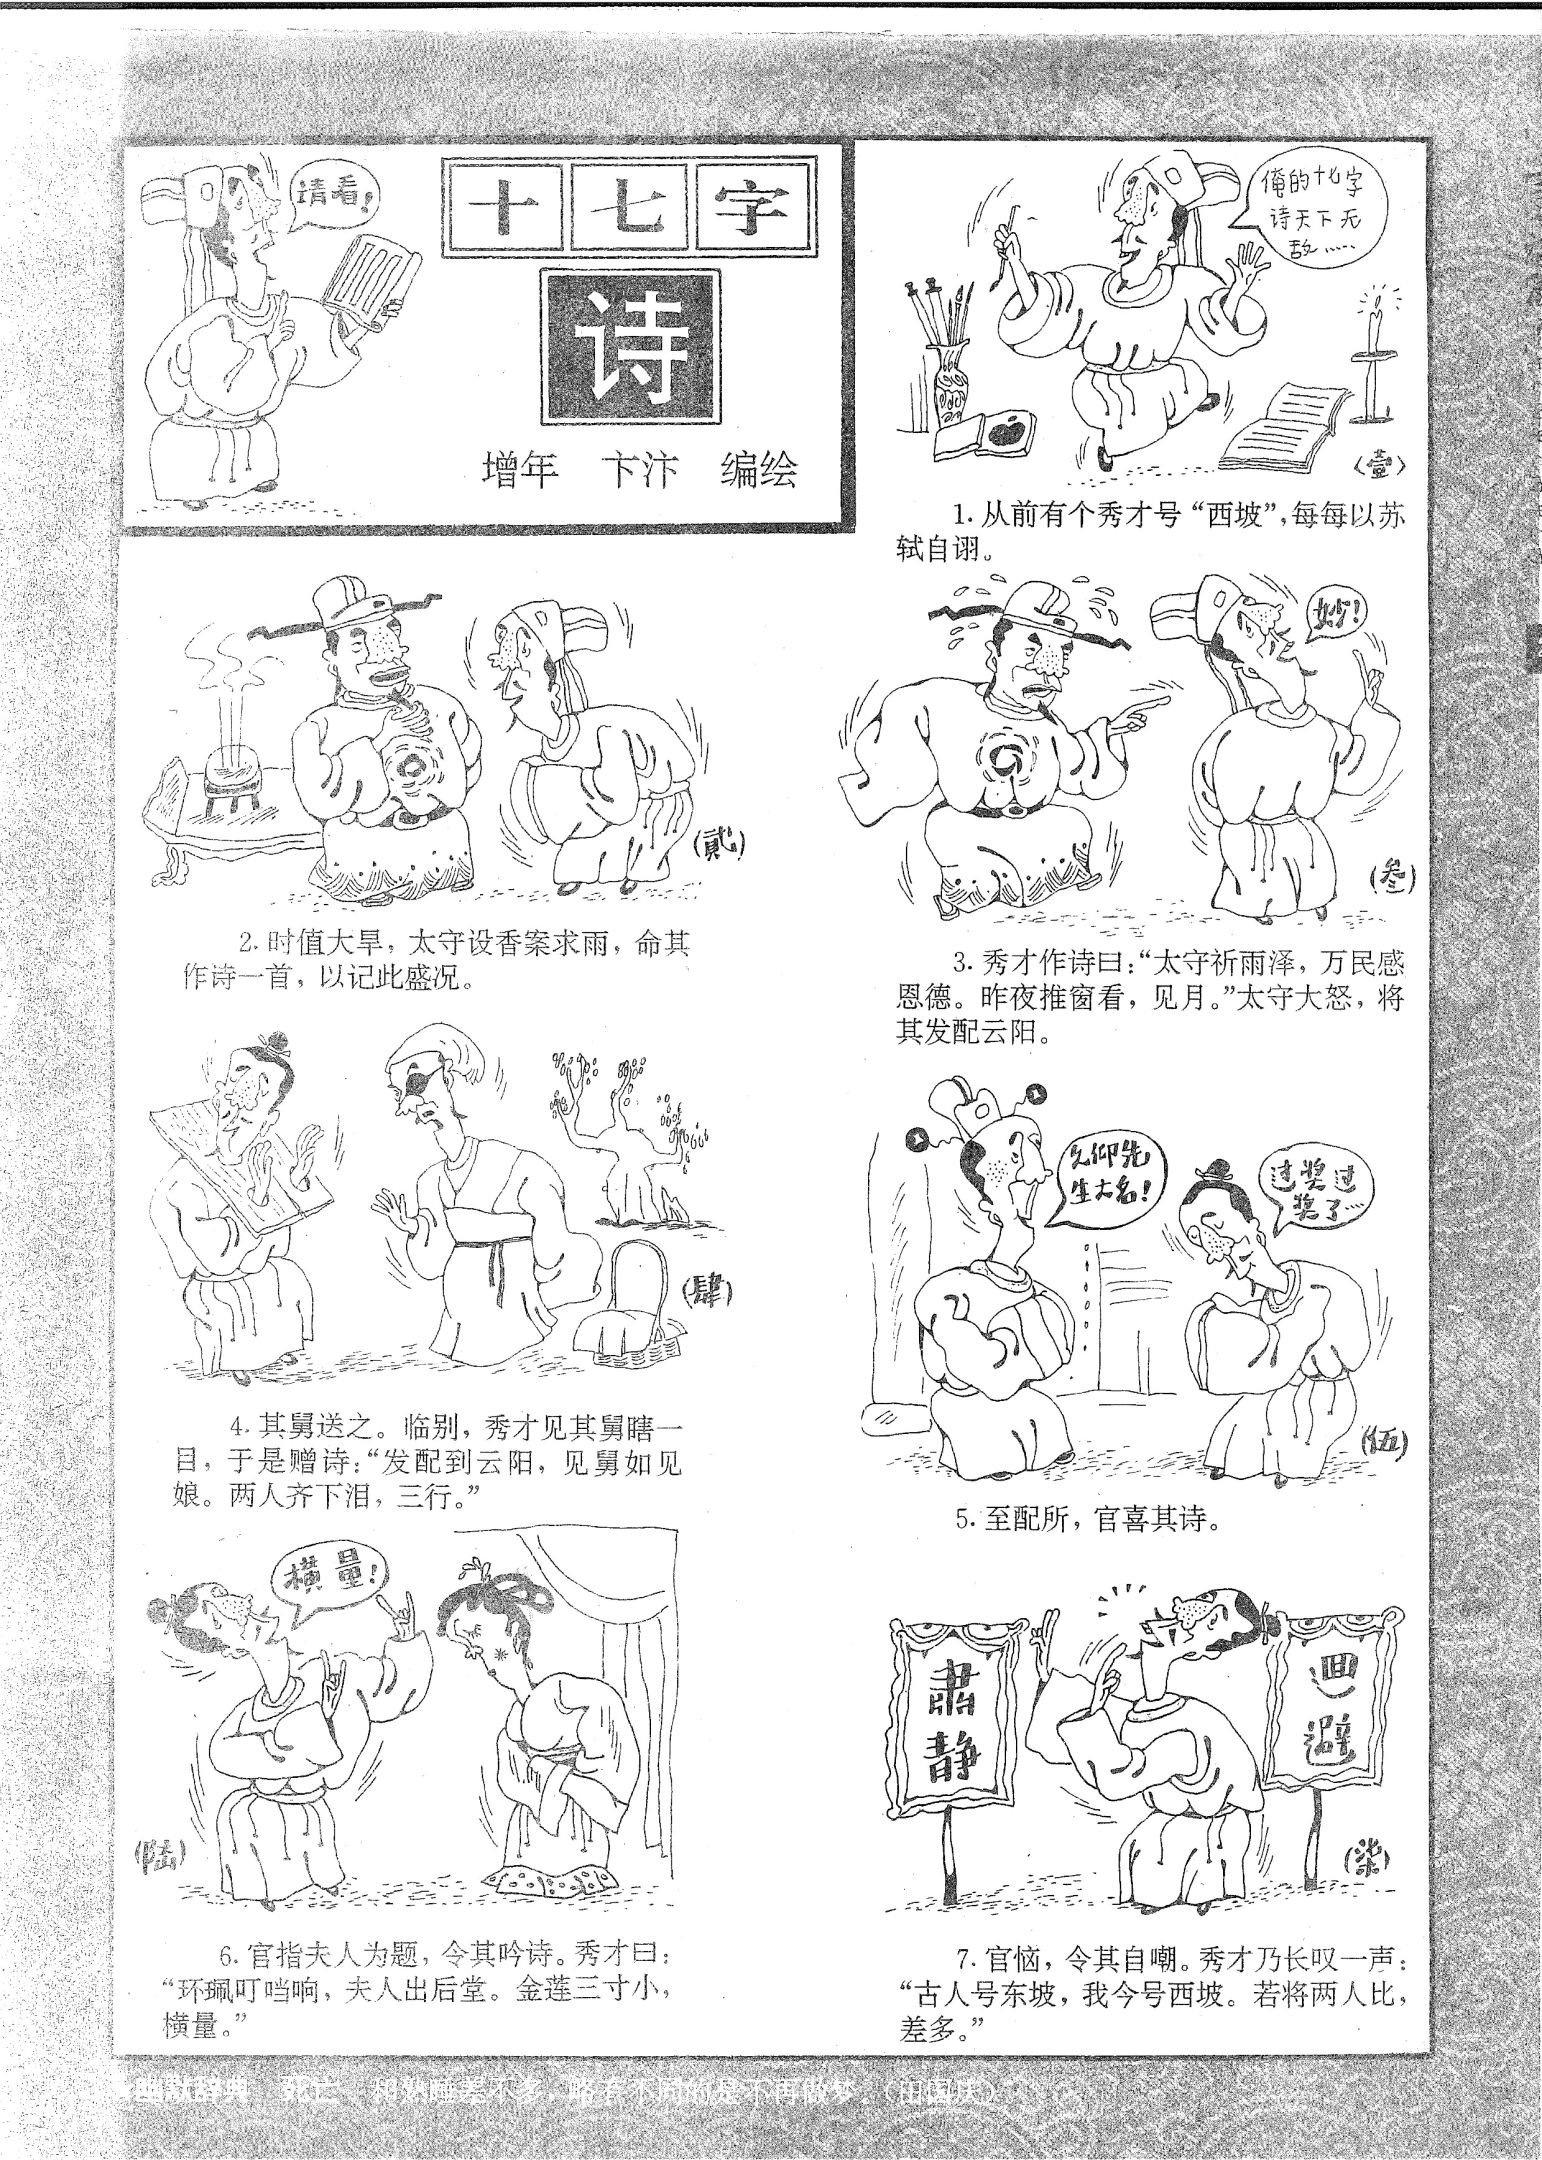 请看！
十七字
诗
增年 卞汴 编绘
俺的十七字
诗天下无
敌……
〈壹〉
1. 从前有个秀才号“西坡”，每每以苏
轼自诩。
(貮)
2. 时值大旱，太守设香案求雨，命其
作诗一首，以记此盛况。
妙！
(叁)
3. 秀才作诗曰：“太守祈雨泽，万民感
恩德。昨夜推窗看，见月。”太守大怒，将
其发配云阳。
(肆)
4. 其舅送之。临别，秀才见其舅瞎一
目，于是赠诗：“发配到云阳，见舅如见
娘。两人齐下泪，三行。”
久仰先
生大名！
过奖过
奖了…
(伍)
5. 至配所，官喜其诗。
横量！
(陆)
6. 官指夫人为题，令其吟诗。秀才曰：
“环珮叮当响，夫人出后堂。金莲三寸小，
横量。”
肃静
回避
(柒)
7. 官恼，令其自嘲。秀才乃长叹一声：
“古人号东坡，我今号西坡。若将两人比，
差多。”
幽默辞典 死亡 和熟睡差不多，略有不同的是不再做梦。（田国庆）